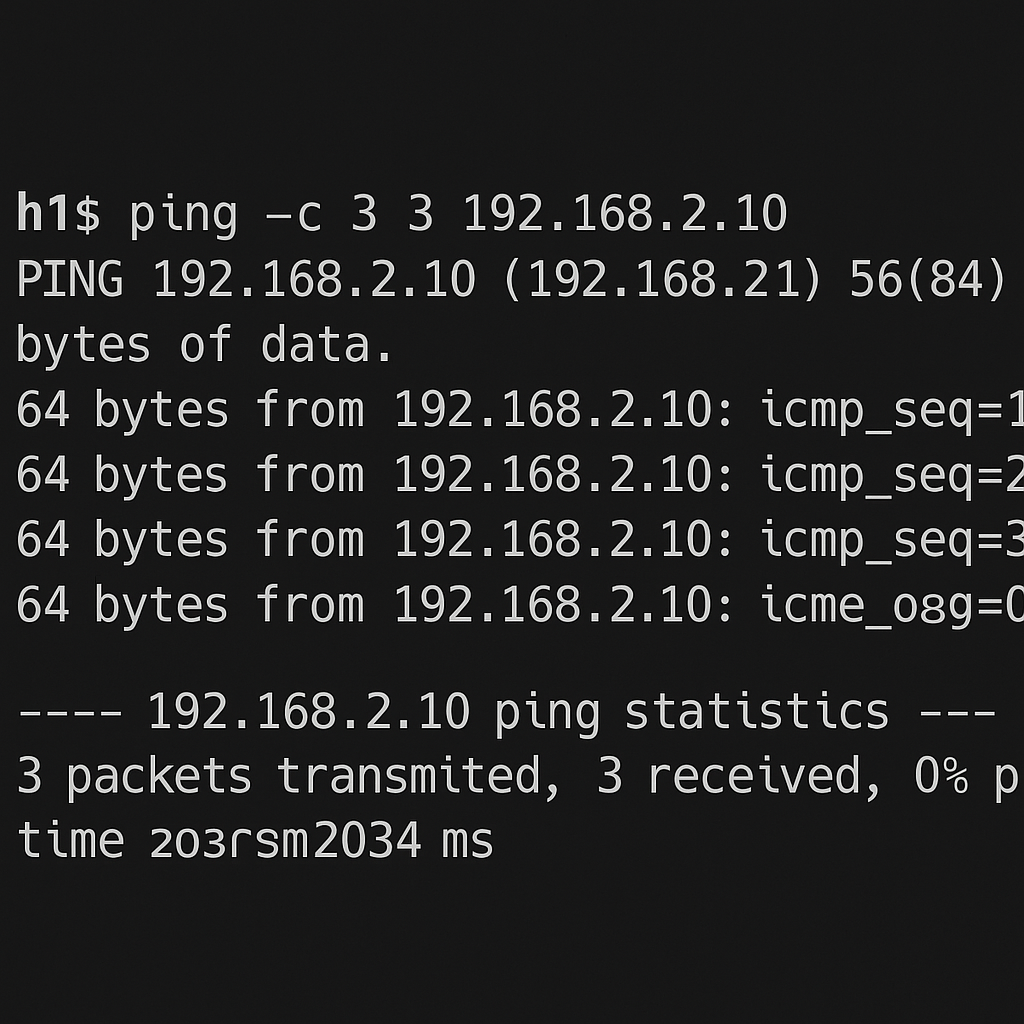 h1$ ping –c 3 3 192.168.2.10
PING 192.168.2.10 (192.168.21) 56(84)
bytes of data.
64 bytes from 192.168.2.10: icmp_seq=1
64 bytes from 192.168.2.10: icmp_seq=2
64 bytes from 192.168.2.10: icmp_seq=3
64 bytes from 192.168.2.10: icme_o8g=0
---- 192.168.2.10 ping statistics ---
3 packets transmited, 3 received, 0% p
time 2o3rsm2034 ms